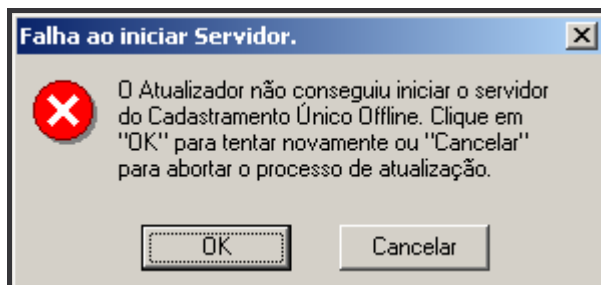 Falha ao iniciar Servidor.
O Atualizador não conseguiu iniciar o servidor
do Cadastramento Único Offline. Clique em
"OK" para tentar novamente ou "Cancelar"
para abortar o processo de atualização.
OK
Cancelar